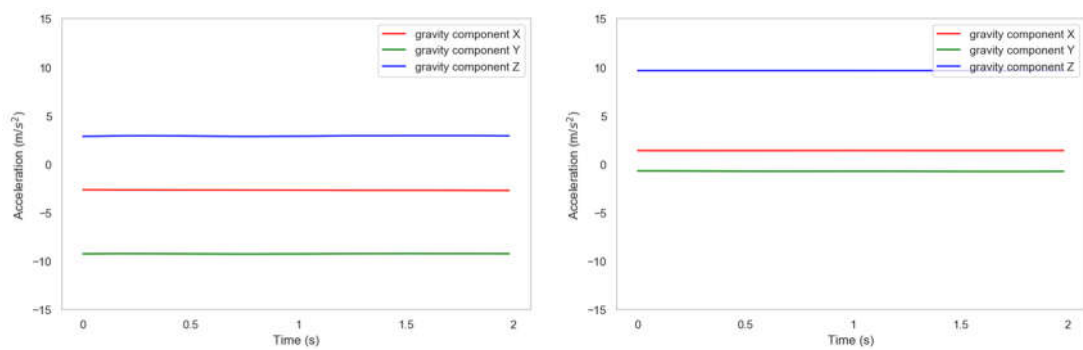 15
10
5
0
−5
−10
−15
Acceleration (m/s²)
0
0.5
1
1.5
2
Time (s)
gravity component X
gravity component Y
gravity component Z
15
10
5
0
−5
−10
−15
Acceleration (m/s²)
0
0.5
1
1.5
2
Time (s)
gravity component X
gravity component Y
gravity component Z